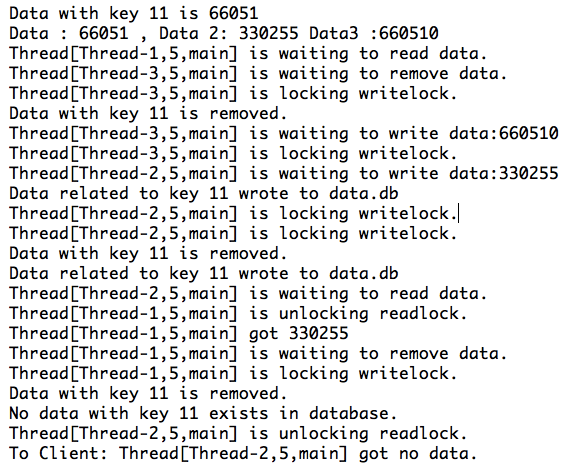 Data with key 11 is 66051
Data : 66051 , Data 2: 330255 Data3 :660510
Thread[Thread-1,5,main] is waiting to read data.
Thread[Thread-3,5,main] is waiting to remove data.
Thread[Thread-3,5,main] is locking writelock.
Data with key 11 is removed.
Thread[Thread-3,5,main] is waiting to write data:660510
Thread[Thread-3,5,main] is locking writelock.
Thread[Thread-2,5,main] is waiting to write data:330255
Data related to key 11 wrote to data.db
Thread[Thread-2,5,main] is locking writelock.
Thread[Thread-2,5,main] is locking writelock.
Data with key 11 is removed.
Data related to key 11 wrote to data.db
Thread[Thread-2,5,main] is waiting to read data.
Thread[Thread-1,5,main] is unlocking readlock.
Thread[Thread-1,5,main] got 330255
Thread[Thread-1,5,main] is waiting to remove data.
Thread[Thread-1,5,main] is locking writelock.
Data with key 11 is removed.
No data with key 11 exists in database.
Thread[Thread-2,5,main] is unlocking readlock.
To Client: Thread[Thread-2,5,main] got no data.